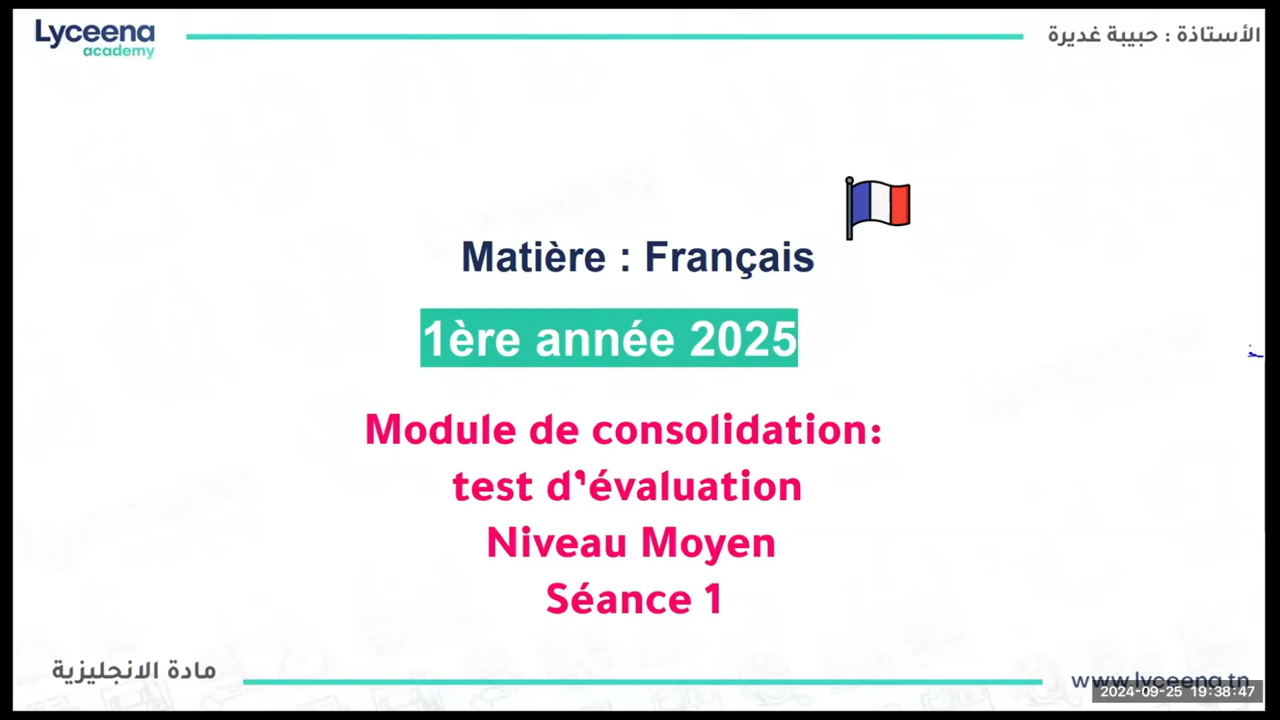 Lyceena
academy
الأستاذة : حبيبة غديرة
Matière : Français
1ère année 2025
Module de consolidation:
test d'évaluation
Niveau Moyen
Séance 1
مادة الانجليزية
www.lyceena.tn
2024-09-25 19:38:47